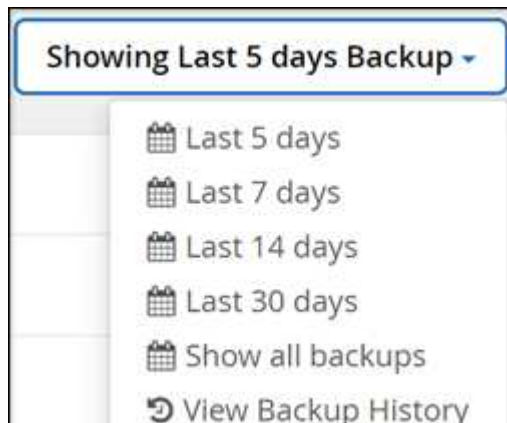 Showing Last 5 days Backup
Last 5 days
Last 7 days
Last 14 days
Last 30 days
Show all backups
View Backup History